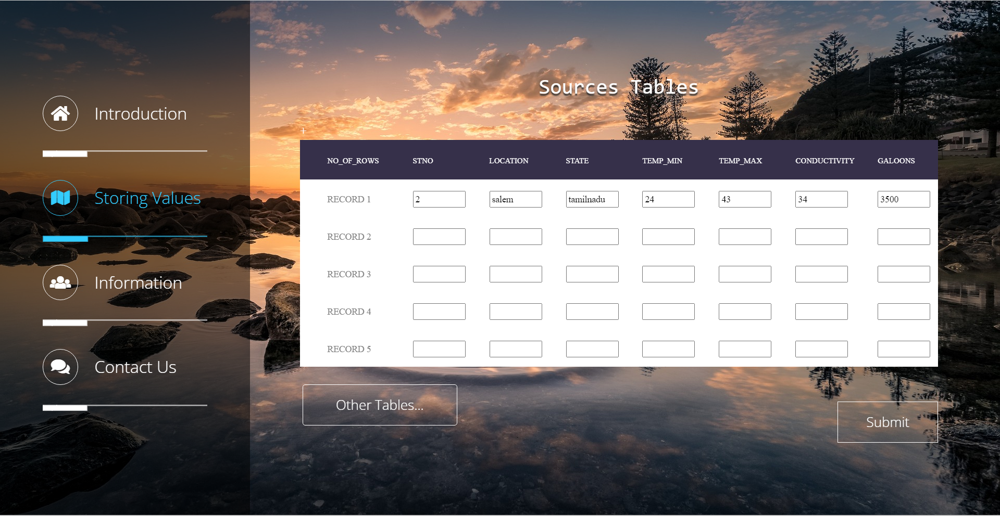 Introduction
Storing Values
Information
Contact Us
Sources Tables
+
NO_OF_ROWS STNO LOCATION STATE TEMP_MIN TEMP_MAX CONDUCTIVITY GALOONS
RECORD 1 2 salem tamilnadu 24 43 34 3500
RECORD 2
RECORD 3
RECORD 4
RECORD 5
Other Tables...
Submit